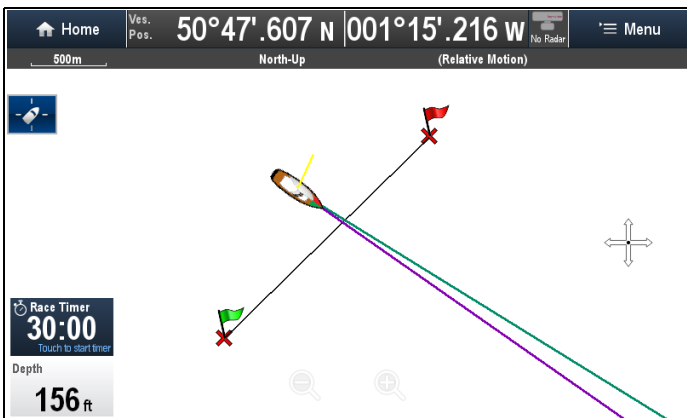 Home
Ves. Pos.
50°47'.607 N
001°15'.216 W
No Radar
Menu
500m
North-Up
(Relative Motion)
Race Timer
30:00
Touch to start timer
Depth
156 ft